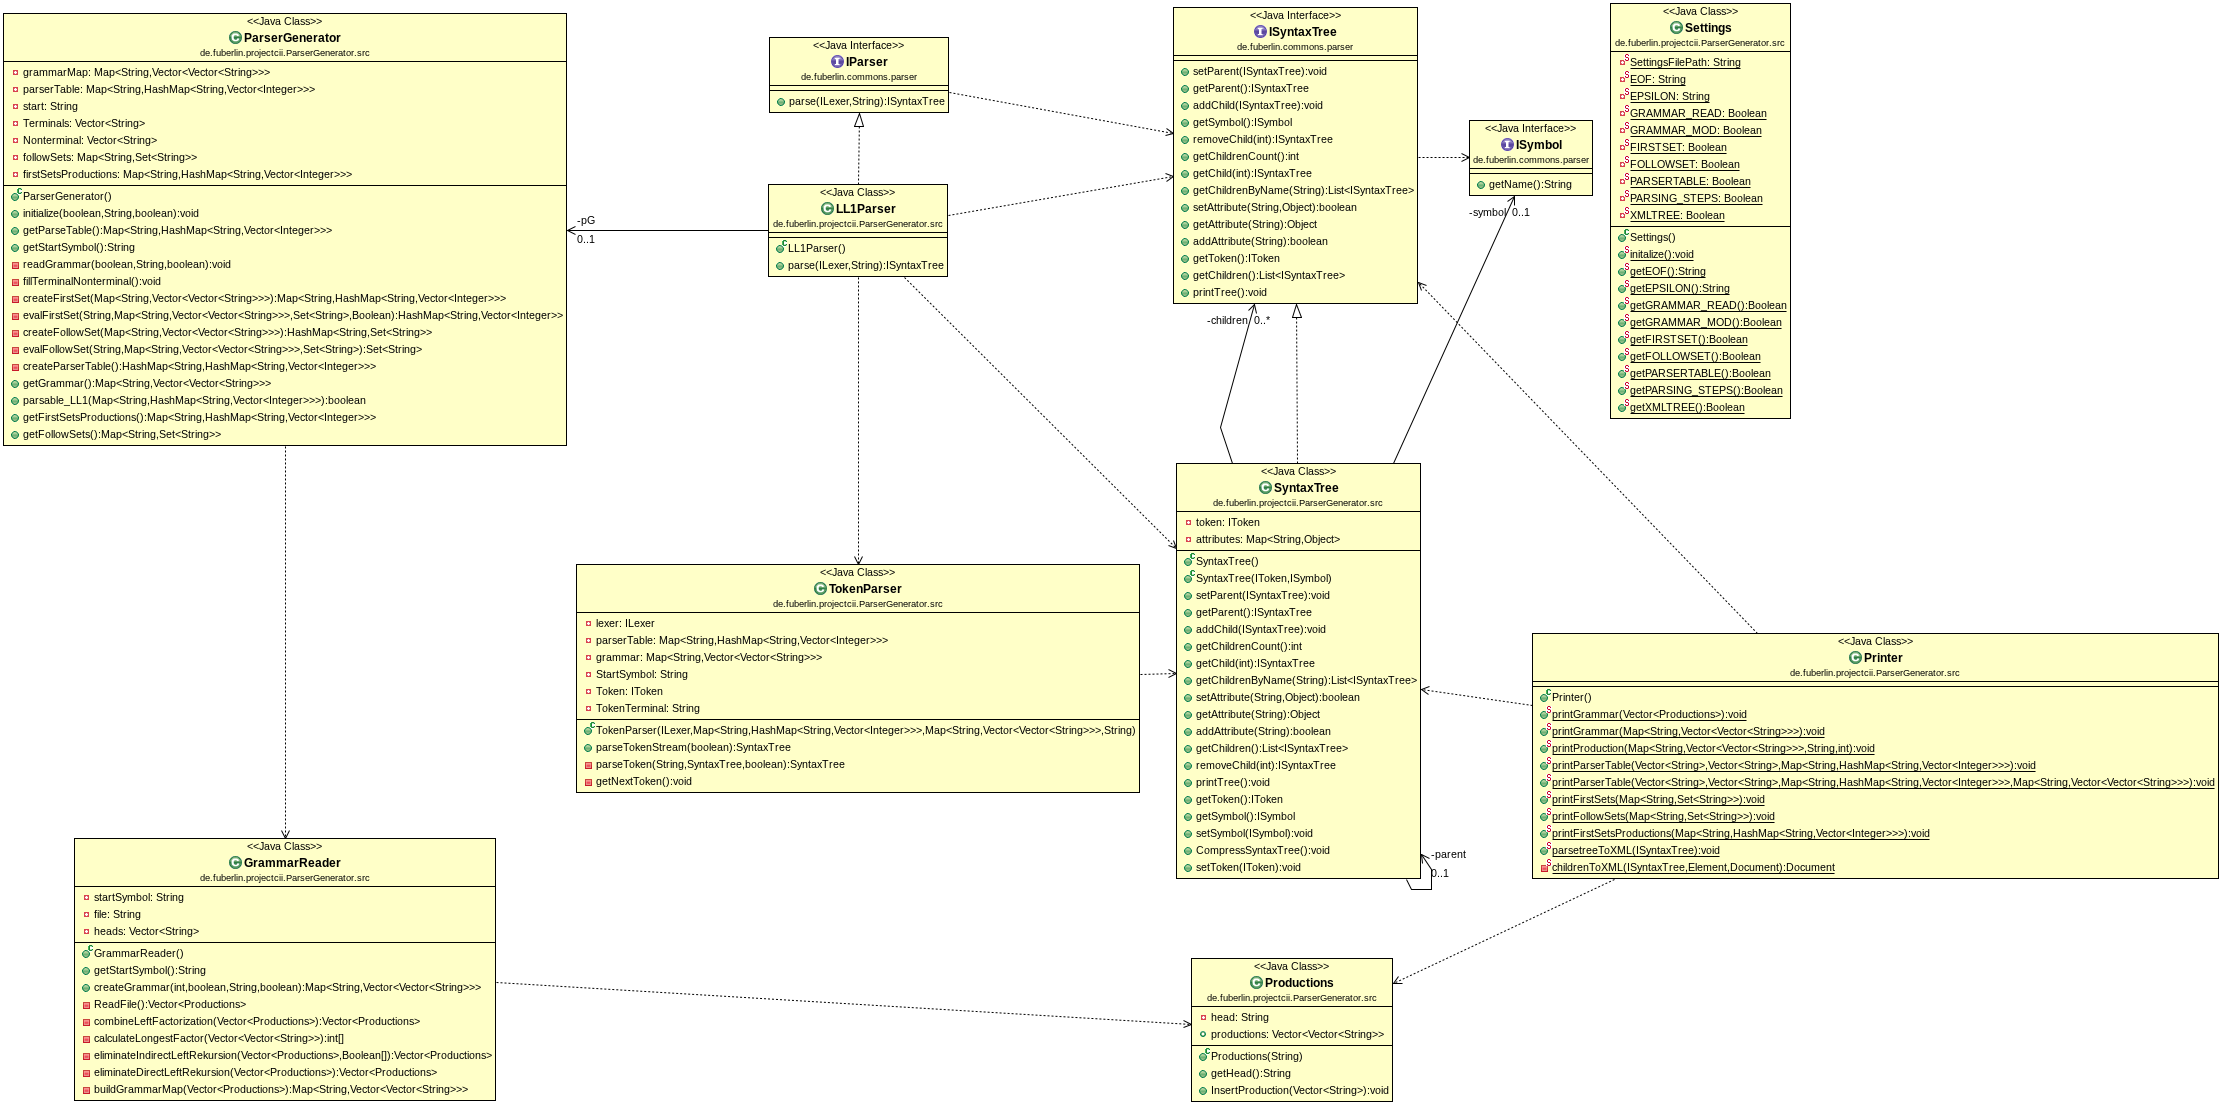 <<Java Class>>
ParserGenerator
de.fuberlin.projectcii.ParserGenerator.src
grammarMap: Map<String,Vector<Vector<String>>>
parserTable: Map<String,HashMap<String,Vector<Integer>>>
start: String
Terminals: Vector<String>
Nonterminal: Vector<String>
followSets: Map<String,Set<String>>
firstSetsProductions: Map<String,HashMap<String,Vector<Integer>>>
ParserGenerator()
initialize(boolean,String,boolean):void
getParseTable():Map<String,HashMap<String,Vector<Integer>>>
getStartSymbol():String
readGrammar(boolean,String,boolean):void
fillTerminalNonterminal():void
createFirstSet(Map<String,Vector<Vector<String>>>):Map<String,HashMap<String,Vector<Integer>>>
evalFirstSet(String,Map<String,Vector<Vector<String>>>,Set<String>,Boolean):HashMap<String,Vector<Integer>>
createFollowSet(Map<String,Vector<Vector<String>>>):HashMap<String,Set<String>>
evalFollowSet(String,Map<String,Vector<Vector<String>>>,Set<String>):Set<String>
createParserTable():HashMap<String,HashMap<String,Vector<Integer>>>
getGrammar():Map<String,Vector<Vector<String>>>
parsable_LL1(Map<String,HashMap<String,Vector<Integer>>>):boolean
getFirstSetsProductions():Map<String,HashMap<String,Vector<Integer>>>
getFollowSets():Map<String,Set<String>>
-pG
0..1
<<Java Interface>>
IParser
de.fuberlin.commons.parser
parse(ILexer,String):ISyntaxTree
<<Java Class>>
LL1Parser
de.fuberlin.projectcii.ParserGenerator.src
LL1Parser()
parse(ILexer,String):ISyntaxTree
<<Java Interface>>
ISyntaxTree
de.fuberlin.commons.parser
setParent(ISyntaxTree):void
getParent():ISyntaxTree
addChild(ISyntaxTree):void
getSymbol():ISymbol
removeChild(int):ISyntaxTree
getChildrenCount():int
getChild(int):ISyntaxTree
getChildrenByName(String):List<ISyntaxTree>
setAttribute(String,Object):boolean
getAttribute(String):Object
addAttribute(String):boolean
getToken():IToken
getChildren():List<ISyntaxTree>
printTree():void
-children 0..*
<<Java Interface>>
ISymbol
de.fuberlin.commons.parser
getName():String
-symbol 0..1
<<Java Class>>
Settings
de.fuberlin.projectcii.ParserGenerator.src
SettingsFilePath: String
EOF: String
EPSILON: String
GRAMMAR_READ: Boolean
GRAMMAR_MOD: Boolean
FIRSTSET: Boolean
FOLLOWSET: Boolean
PARSERTABLE: Boolean
PARSING_STEPS: Boolean
XMLTREE: Boolean
Settings()
initalize():void
getEOF():String
getEPSILON():String
getGRAMMAR_READ():Boolean
getGRAMMAR_MOD():Boolean
getFIRSTSET():Boolean
getFOLLOWSET():Boolean
getPARSERTABLE():Boolean
getPARSING_STEPS():Boolean
getXMLTREE():Boolean
<<Java Class>>
TokenParser
de.fuberlin.projectcii.ParserGenerator.src
lexer: ILexer
parserTable: Map<String,HashMap<String,Vector<Integer>>>
grammar: Map<String,Vector<Vector<String>>>
StartSymbol: String
Token: IToken
TokenTerminal: String
TokenParser(ILexer,Map<String,HashMap<String,Vector<Integer>>>,Map<String,Vector<Vector<String>>>,String)
parseTokenStream(boolean):SyntaxTree
parseToken(String,SyntaxTree,boolean):SyntaxTree
getNextToken():void
<<Java Class>>
SyntaxTree
de.fuberlin.projectcii.ParserGenerator.src
token: IToken
attributes: Map<String,Object>
SyntaxTree()
SyntaxTree(IToken,ISymbol)
setParent(ISyntaxTree):void
getParent():ISyntaxTree
addChild(ISyntaxTree):void
getChildrenCount():int
getChild(int):ISyntaxTree
getChildrenByName(String):List<ISyntaxTree>
setAttribute(String,Object):boolean
getAttribute(String):Object
addAttribute(String):boolean
getChildren():List<ISyntaxTree>
removeChild(int):ISyntaxTree
printTree():void
getToken():IToken
getSymbol():ISymbol
setSymbol(ISymbol):void
CompressSyntaxTree():void
setToken(IToken):void
-parent
0..1
<<Java Class>>
Printer
de.fuberlin.projectcii.ParserGenerator.src
Printer()
printGrammar(Vector<Productions>):void
printGrammar(Map<String,Vector<Vector<String>>>):void
printProduction(Map<String,Vector<Vector<String>>>,String,int):void
printParserTable(Vector<String>,Vector<String>,Map<String,HashMap<String,Vector<Integer>>>):void
printParserTable(Vector<String>,Vector<String>,Map<String,HashMap<String,Vector<Integer>>>,Map<String,Vector<Vector<String>>>):void
printFirstSets(Map<String,Set<String>>):void
printFollowSets(Map<String,Set<String>>):void
printFirstSetsProductions(Map<String,HashMap<String,Vector<Integer>>>):void
parsetreeToXML(ISyntaxTree):void
childrenToXML(ISyntaxTree,Element,Document):Document
<<Java Class>>
GrammarReader
de.fuberlin.projectcii.ParserGenerator.src
startSymbol: String
file: String
heads: Vector<String>
GrammarReader()
getStartSymbol():String
createGrammar(int,boolean,String,boolean):Map<String,Vector<Vector<String>>>
ReadFile():Vector<Productions>
combineLeftFactorization(Vector<Productions>):Vector<Productions>
calculateLongestFactor(Vector<Vector<String>>):int[]
eliminateIndirectLeftRekursion(Vector<Productions>,Boolean[]):Vector<Productions>
eliminateDirectLeftRekursion(Vector<Productions>):Vector<Productions>
buildGrammarMap(Vector<Productions>):Map<String,Vector<Vector<String>>>
<<Java Class>>
Productions
de.fuberlin.projectcii.ParserGenerator.src
head: String
productions: Vector<Vector<String>>
Productions(String)
getHead():String
InsertProduction(Vector<String>):void